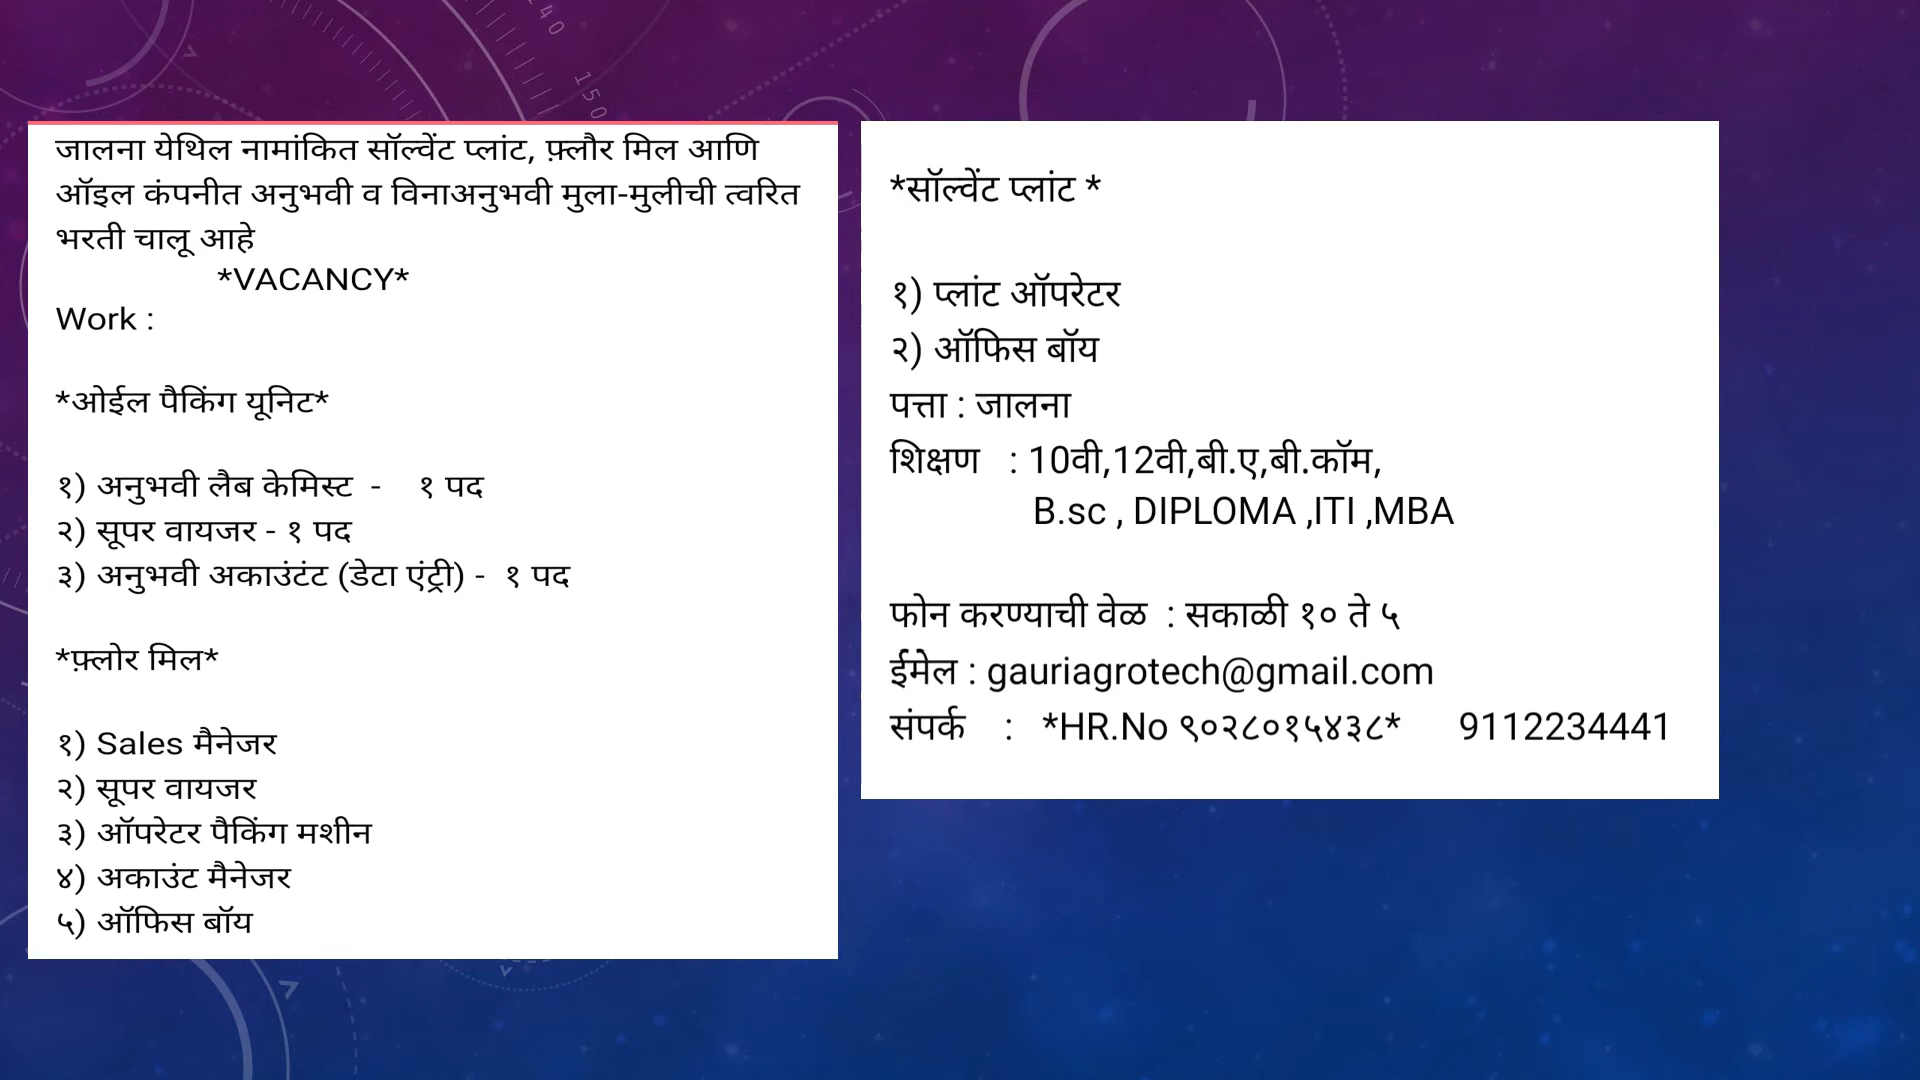 40
150
जालना येथिल नामांकित सॉल्वेंट प्लांट, फ़्लौर मिल आणि
ऑइल कंपनीत अनुभवी व विनाअनुभवी मुला-मुलीची त्वरित
भरती चालू आहे
*VACANCY*
Work :
*ओईल पैकिंग यूनिट*
१) अनुभवी लैब केमिस्ट - १ पद
२) सूपर वायजर - १ पद
३) अनुभवी अकाउंटंट (डेटा एंट्री) - १ पद
*फ़्लोर मिल*
१) Sales मैनेजर
२) सूपर वायजर
३) ऑपरेटर पैकिंग मशीन
४) अकाउंट मैनेजर
५) ऑफिस बॉय
*सॉल्वेंट प्लांट *
१) प्लांट ऑपरेटर
२) ऑफिस बॉय
पत्ता : जालना
शिक्षण : 10वी,12वी,बी.ए,बी.कॉम,
B.sc , DIPLOMA ,ITI ,MBA
फोन करण्याची वेळ : सकाळी १० ते ५
ईमेल : gauriagrotech@gmail.com
संपर्क : *HR.No ९०२८०१५४३८* 9112234441